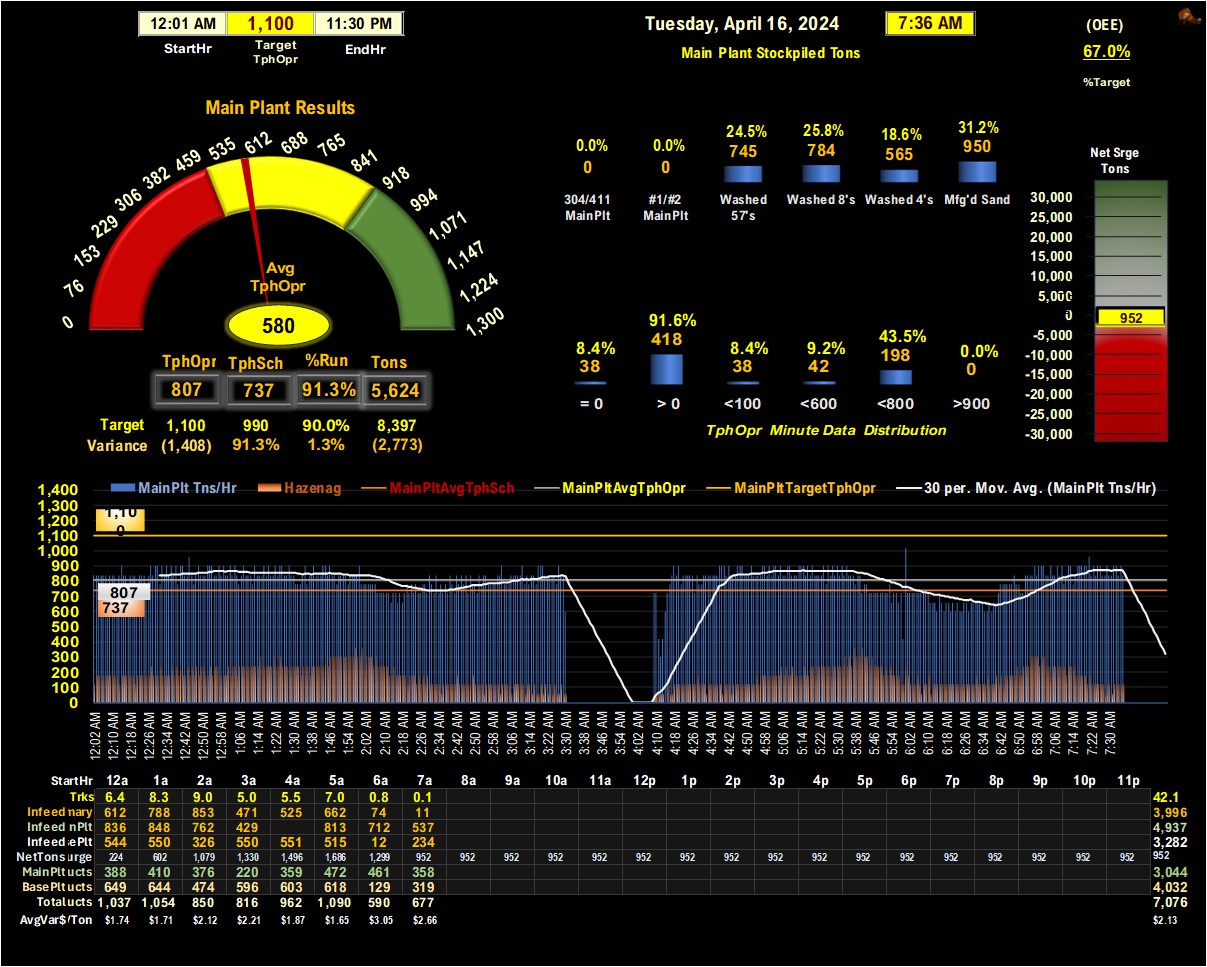 12:01 AM 1,100 11:30 PM
StartHr Target TphOpr EndHr
Tuesday, April 16, 2024 7:36 AM
Main Plant Stockpiled Tons
(OEE)
67.0%
%Target
Main Plant Results
0 76 153 229 306 382 459 535 612 688 765 841 918 994 1,071 1,147 1,224 1,300
Avg
TphOpr
580
TphOpr TphSch %Run Tons
807 737 91.3% 5,624
Target 1,100 990 90.0% 8,397
Variance (1,408) 91.3% 1.3% (2,773)
0.0% 0.0% 24.5% 25.8% 18.6% 31.2%
0 0 745 784 565 950
304/411 #1/#2 Washed Washed 8's Washed 4's Mfg'd Sand
MainPlt MainPlt 57's
8.4% 91.6% 8.4% 9.2% 43.5% 0.0%
38 418 38 42 198 0
= 0 > 0 <100 <600 <800 >900
TphOpr Minute Data Distribution
Net Srge
Tons
30,000
25,000
20,000
15,000
10,000
5,000
0
952
-5,000
-10,000
-15,000
-20,000
-25,000
-30,000
MainPlt Tns/Hr Hazenag MainPltAvgTphSch MainPltAvgTphOpr MainPltTargetTphOpr 30 per. Mov. Avg. (MainPlt Tns/Hr)
1,400
1,300
1,200
1,100
1,000
900
800
700
600
500
400
300
200
100
0
1,100
807
737
12:02 AM 12:10 AM 12:18 AM 12:26 AM 12:34 AM 12:42 AM 12:50 AM 12:58 AM 1:06 AM 1:14 AM 1:22 AM 1:30 AM 1:38 AM 1:46 AM 1:54 AM 2:02 AM 2:10 AM 2:18 AM 2:26 AM 2:34 AM 2:42 AM 2:50 AM 2:58 AM 3:06 AM 3:14 AM 3:22 AM 3:30 AM 3:38 AM 3:46 AM 3:54 AM 4:02 AM 4:10 AM 4:18 AM 4:26 AM 4:34 AM 4:42 AM 4:50 AM 4:58 AM 5:06 AM 5:14 AM 5:22 AM 5:30 AM 5:38 AM 5:46 AM 5:54 AM 6:02 AM 6:10 AM 6:18 AM 6:26 AM 6:34 AM 6:42 AM 6:50 AM 6:58 AM 7:06 AM 7:14 AM 7:22 AM 7:30 AM
StartHr 12a 1a 2a 3a 4a 5a 6a 7a 8a 9a 10a 11a 12p 1p 2p 3p 4p 5p 6p 7p 8p 9p 10p 11p
Trks 6.4 8.3 9.0 5.0 5.5 7.0 0.8 0.1 42.1
Infeed mary 612 788 853 471 525 662 74 11 3,996
Infeed nPlt 836 848 762 429 813 712 537 4,937
Infeed ePlt 544 550 326 550 551 515 12 234 3,282
NetTons urge 224 602 1,079 1,330 1,496 1,686 1,299 952 952 952 952 952 952 952 952 952 952 952 952 952 952 952 952 952 952
MainPlt ucts 388 410 376 220 359 472 461 358 3,044
BasePlt ucts 649 644 474 596 603 618 129 319 4,032
Total ucts 1,037 1,054 850 816 962 1,090 590 677 7,076
AvgVar$/Ton $1.74 $1.71 $2.12 $2.21 $1.87 $1.65 $3.05 $2.66 $2.13